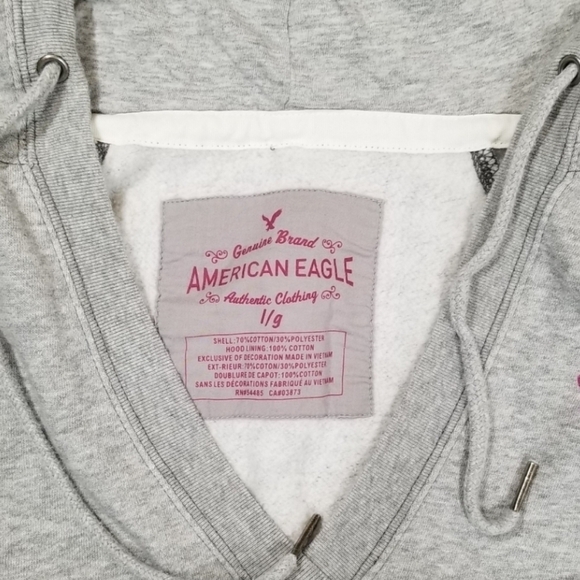 Genuine Brand
AMERICAN EAGLE
Authentic Clothing
l/g
SHELL: 70%COTTON/30%POLYESTER
HOOD LINING: 100% COTTON
EXCLUSIVE OF DECORATION MADE IN VIETNAM
EXT-RIEUR: 70%COTON/30% POLYESTER
DOUBLURE DE CAPOT: 100%COTTON
SANS LES DÉCORATIONS FABRIQUÉ AU VIETNAM
RN#54485 CA#03873